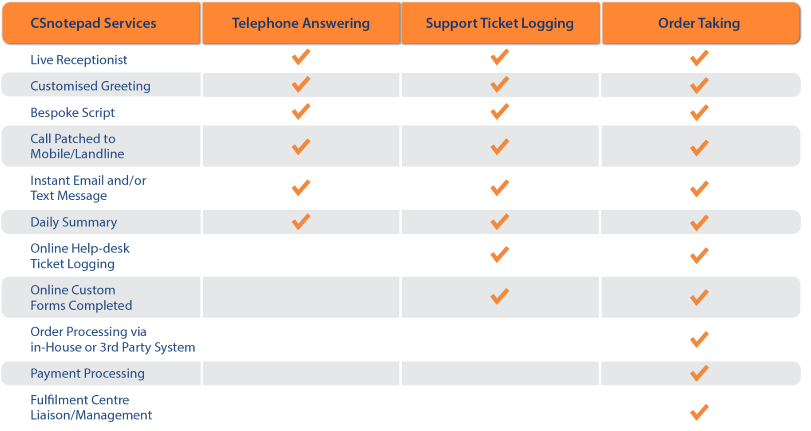 CSnotepad Services
Telephone Answering
Support Ticket Logging
Order Taking
Live Receptionist
Customised Greeting
Bespoke Script
Call Patched to
Mobile/Landline
Instant Email and/or
Text Message
Daily Summary
Online Help-desk
Ticket Logging
Online Custom
Forms Completed
Order Processing via
in-House or 3rd Party System
Payment Processing
Fulfilment Centre
Liaison/Management